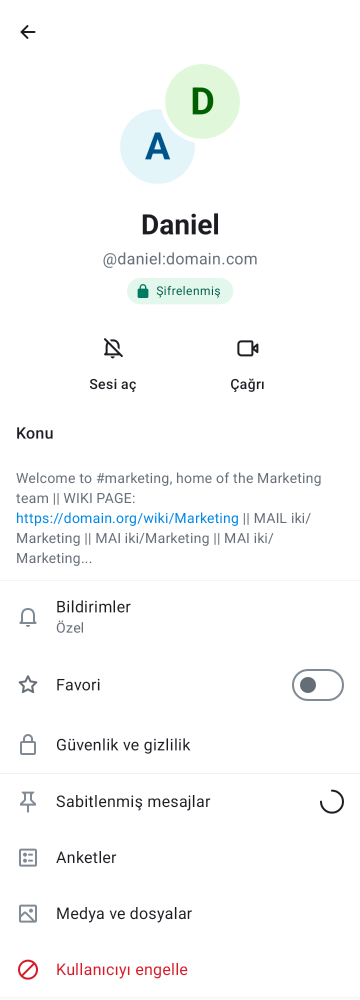 D
A
Daniel
@daniel:domain.com
Şifrelenmiş
Sesi aç
Çağrı
Konu
Welcome to #marketing, home of the Marketing
team || WIKI PAGE:
https://domain.org/wiki/Marketing || MAIL iki/
Marketing || MAI iki/Marketing || MAI iki/
Marketing...
Bildirimler
Özel
Favori
Güvenlik ve gizlilik
Sabitlenmiş mesajlar
Anketler
Medya ve dosyalar
Kullanıcıyı engelle